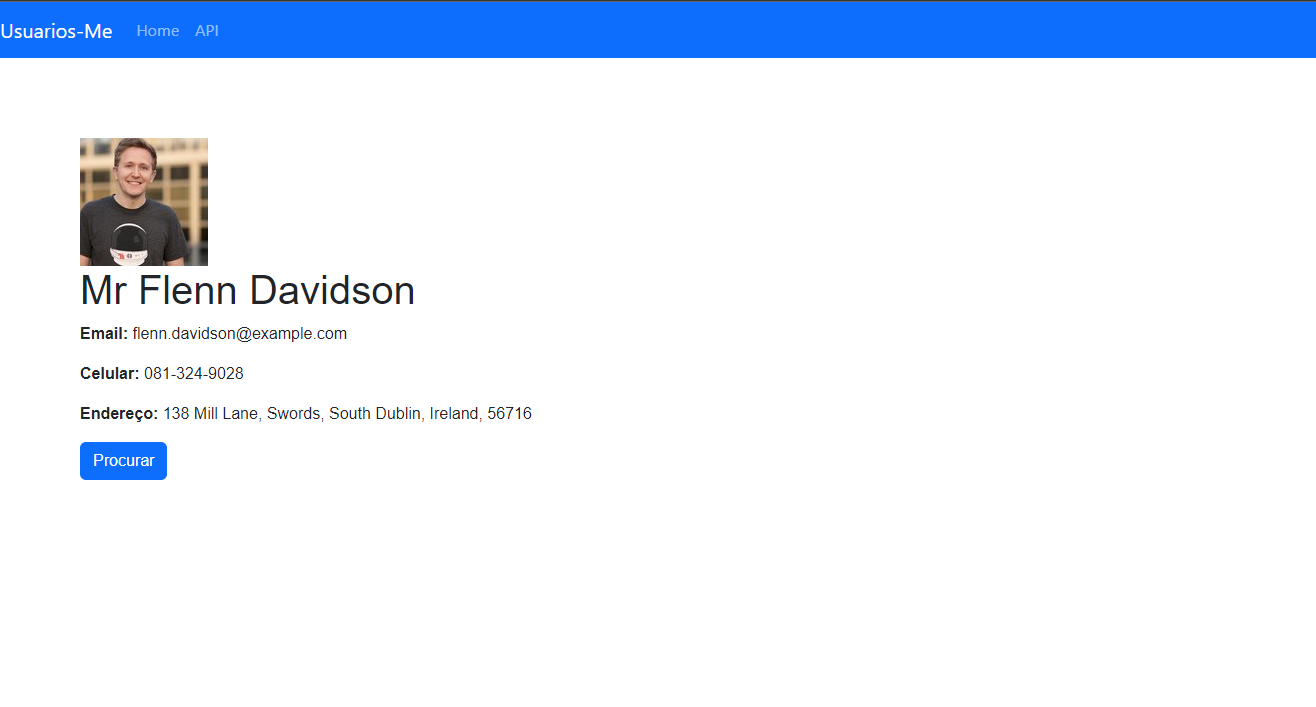 Usuarios-Me Home API
Mr Flenn Davidson
Email: flenn.davidson@example.com
Celular: 081-324-9028
Endereço: 138 Mill Lane, Swords, South Dublin, Ireland, 56716
Procurar